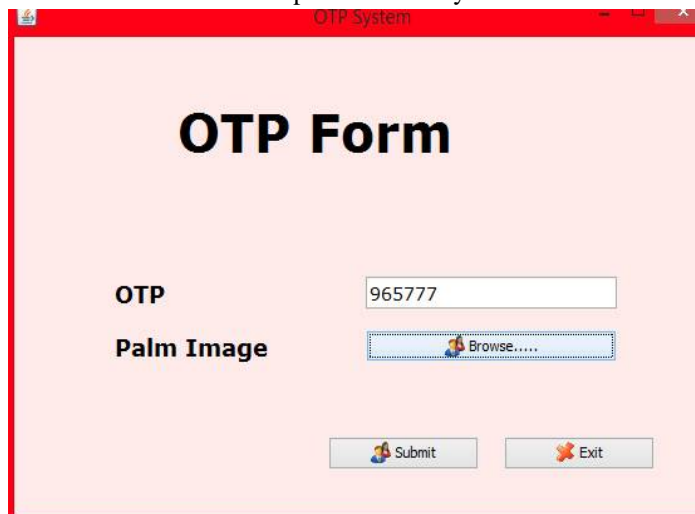 OTP System
OTP Form
OTP 965777
Palm Image Browse.....
Submit Exit